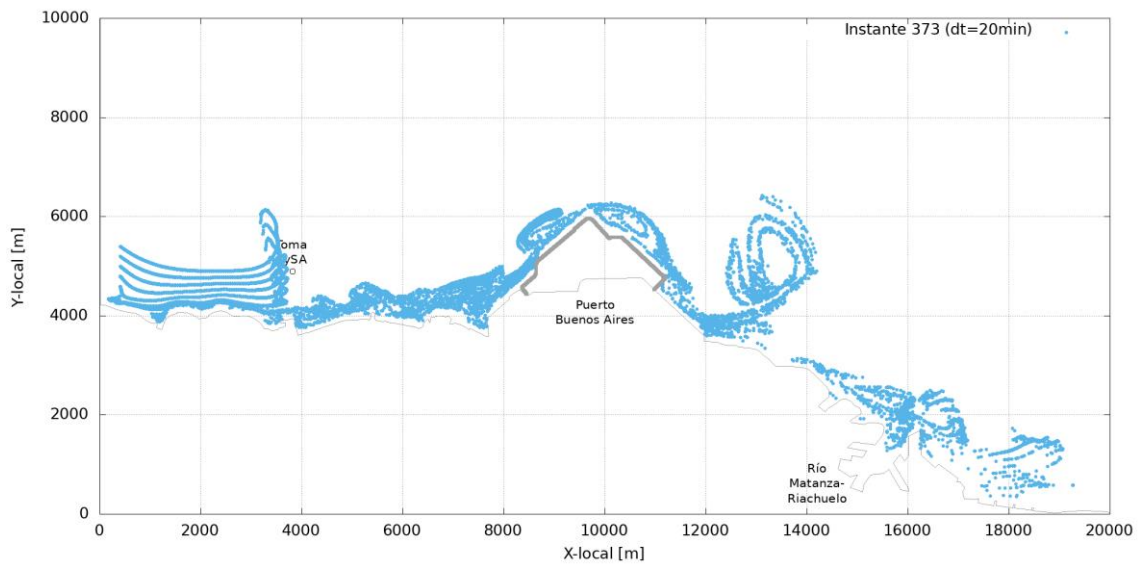 Instante 373 (dt=20min)
10000
8000
6000
4000
2000
0
Y-local [m]
Toma
ySA
Puerto
Buenos Aires
Río
Matanza-
Riachuelo
0 2000 4000 6000 8000 10000 12000 14000 16000 18000 20000
X-local [m]